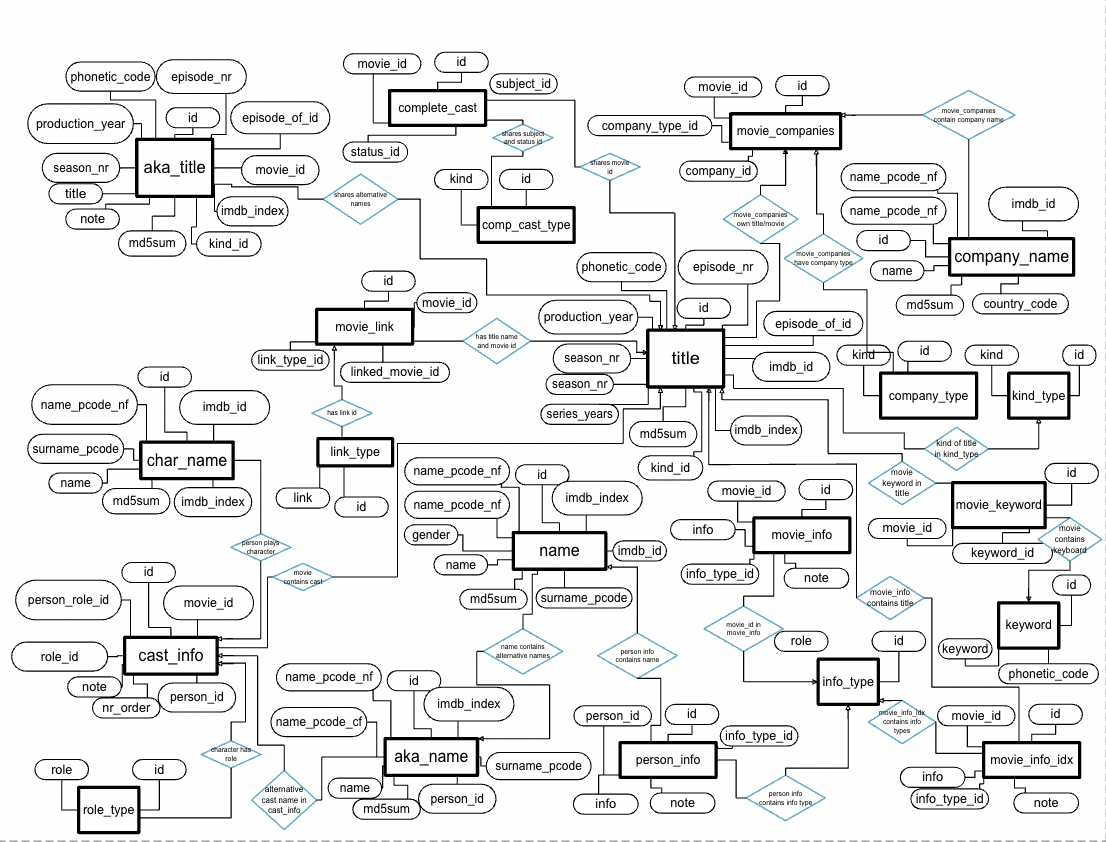 phonetic_code
episode_nr
id
production_year
episode_of_id
aka_title
season_nr
movie_id
title
note
imdb_index
md5sum
kind_id
shares alternative
names
movie_id
id
subject_id
complete_cast
status_id
shares subject
and status id
shares movie
id
kind
id
comp_cast_type
movie_id
id
company_type_id
movie_companies
company_id
movie_companies
contain company name
movie_companies
own title/movie
movie_companies
have company type
name_pcode_nf
name_pcode_nf
imdb_id
id
name
company_name
md5sum
country_code
id
movie_id
movie_link
link_type_id
linked_movie_id
has title name
and movie id
has link id
link_type
link
id
phonetic_code
episode_nr
id
production_year
episode_of_id
title
season_nr
imdb_id
season_nr
series_years
md5sum
imdb_index
kind_id
kind
id
company_type
kind
id
kind_type
kind of title
in kind_type
movie
keyword in
title
id
movie_keyword
movie_id
keyword_id
movie
contains
keyboard
id
keyword
keyword
phonetic_code
id
name_pcode_nf
imdb_id
surname_pcode
char_name
name
md5sum
imdb_index
person plays
character
movie
contains cast
name_pcode_nf
id
name_pcode_nf
imdb_index
gender
name
imdb_id
name
md5sum
surname_pcode
name contains
alternative names
person info
contains name
movie_id
id
info
movie_info
info_type_id
note
movie_id in
movie_info
movie_info
contains title
role
id
info_type
id
person_role_id
movie_id
role_id
cast_info
note
nr_order
person_id
character has
role
role
id
role_type
alternative
cast name in
cast_info
name_pcode_nf
id
name_pcode_cf
imdb_index
aka_name
surname_pcode
name
md5sum
person_id
person_id
id
info_type_id
person_info
info
note
person info
contains info type
movie_info_idx
contains info
types
movie_id
id
movie_info_idx
info
info_type_id
note